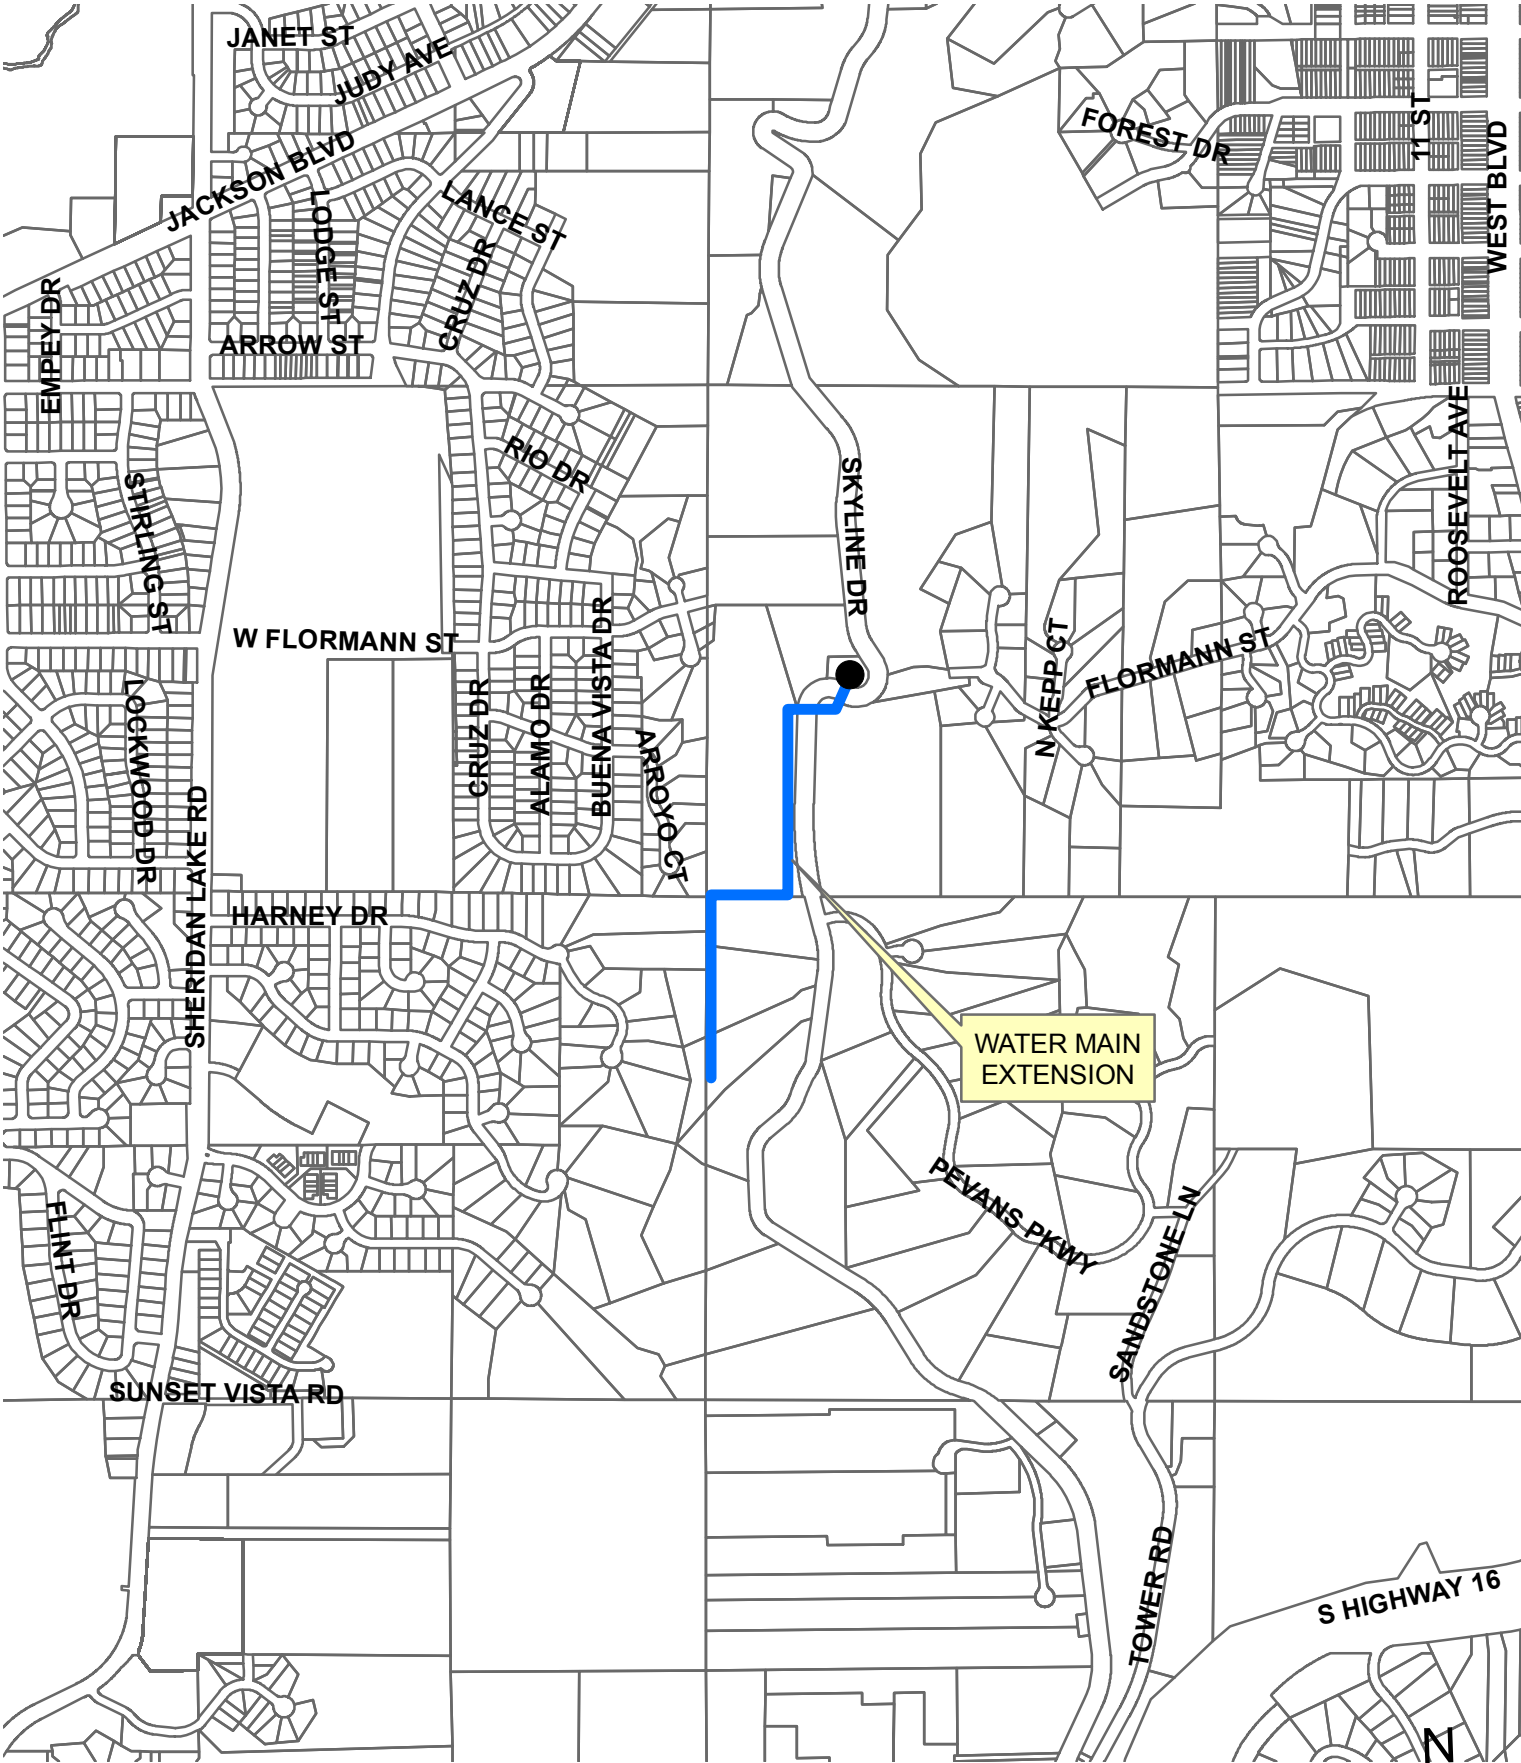 JANET ST
JUDY AVE
JACKSON BLVD
FOREST DR
11 ST
WEST BLVD
LODGE ST
LANCE ST
CRUZ DR
EMPEY DR
ARROW ST
ROOSEVELT AVE
RIO DR
SKYLINE DR
STIRLING ST
W FLORMANN ST
BUENA VISTA DR
N KEPP CT
FLORMANN ST
LOCKWOOD DR
CRUZ DR
ALAMO DR
ARROYO CT
SHERIDAN LAKE RD
HARNEY DR
WATER MAIN
EXTENSION
PEVANS PKWY
SANDSTONE LN
FLINT DR
SUNSET VISTA RD
TOWER RD
S HIGHWAY 16
N